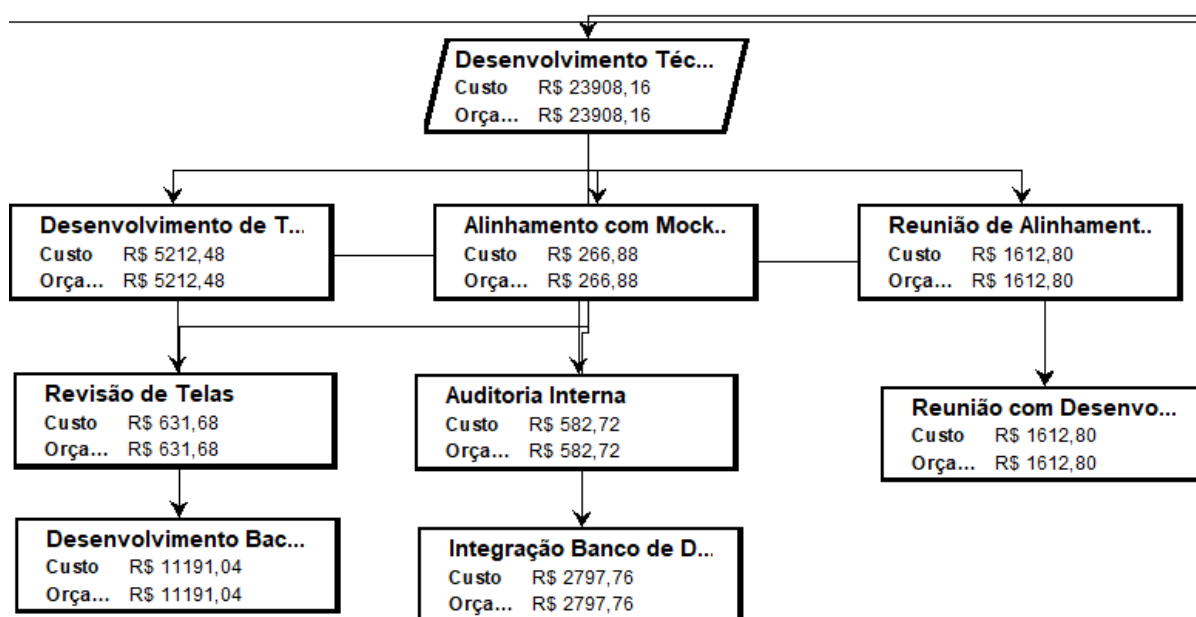 Desenvolvimento Téc...
Custo R$ 23908,16
Orça... R$ 23908,16
Desenvolvimento de T...
Custo R$ 5212,48
Orça... R$ 5212,48
Alinhamento com Mock..
Custo R$ 266,88
Orça... R$ 266,88
Reunião de Alinhament..
Custo R$ 1612,80
Orça... R$ 1612,80
Revisão de Telas
Custo R$ 631,68
Orça... R$ 631,68
Auditoria Interna
Custo R$ 582,72
Orça... R$ 582,72
Reunião com Desenvo...
Custo R$ 1612,80
Orça... R$ 1612,80
Desenvolvimento Bac...
Custo R$ 11191,04
Orça... R$ 11191,04
Integração Banco de D...
Custo R$ 2797,76
Orça... R$ 2797,76